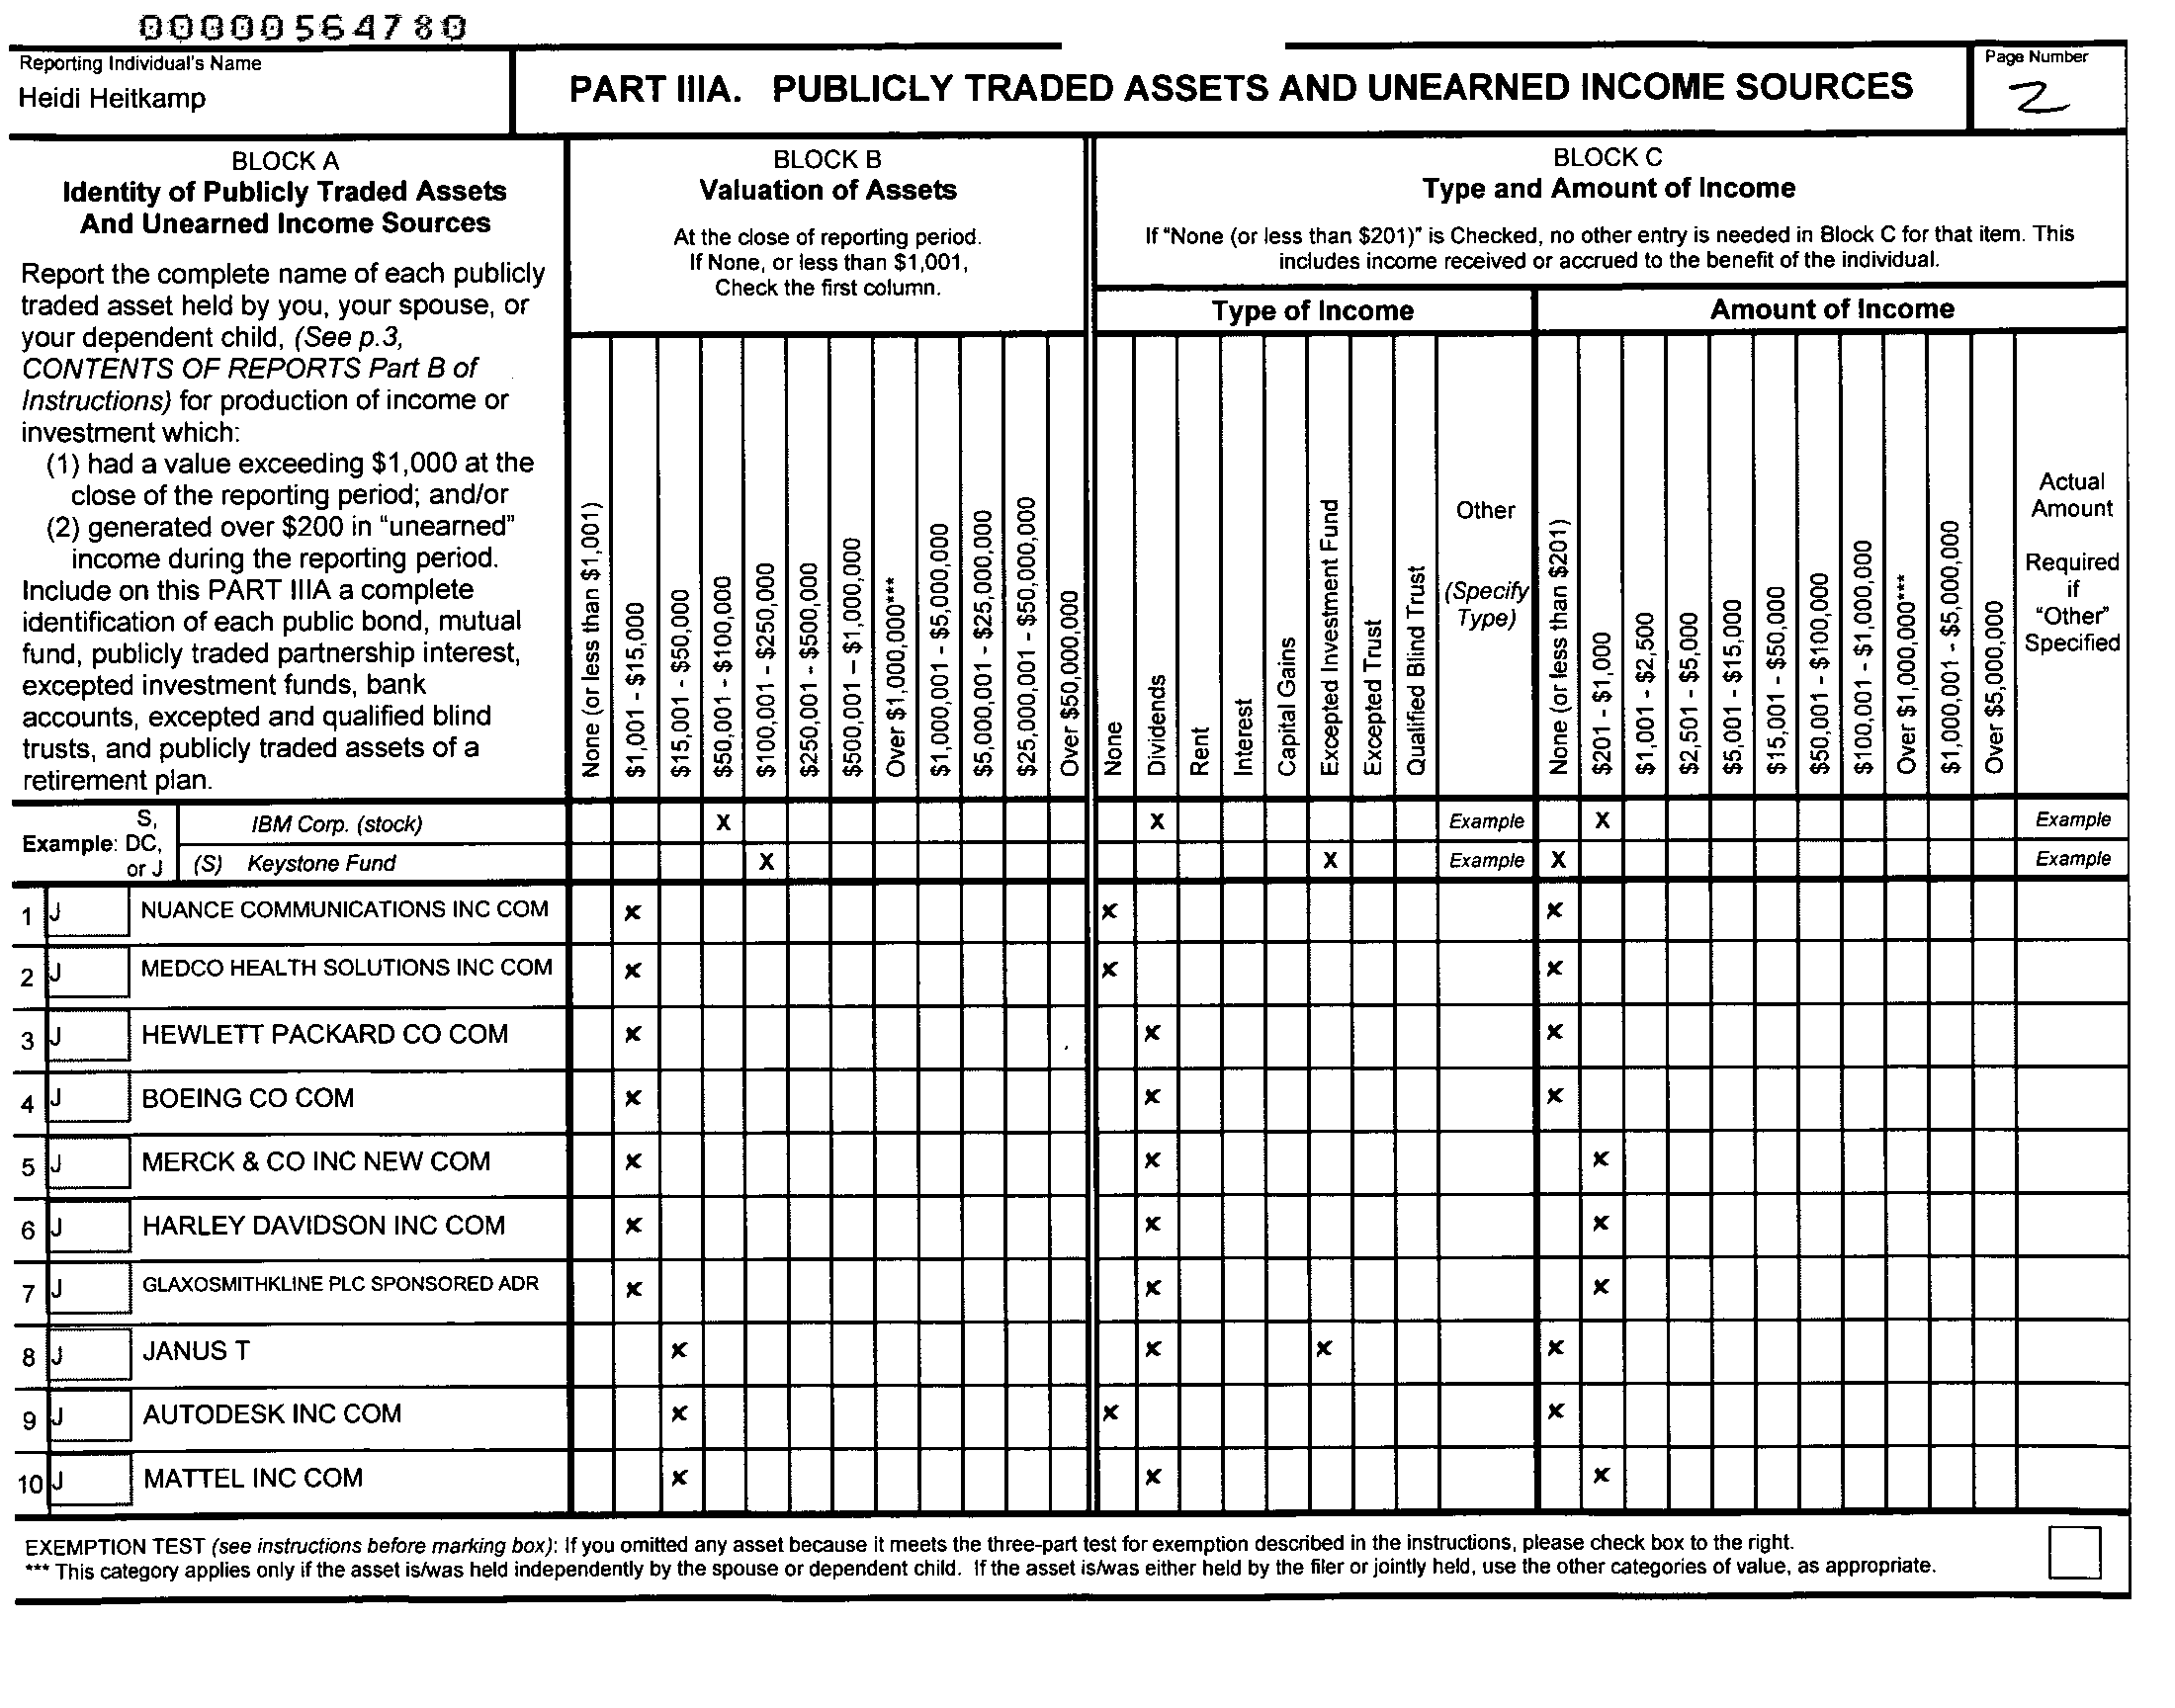 00000564780
Reporting Individual's Name
Heidi Heitkamp
PART IIIA. PUBLICLY TRADED ASSETS AND UNEARNED INCOME SOURCES
Page Number
2
BLOCK A
Identity of Publicly Traded Assets
And Unearned Income Sources
Report the complete name of each publicly
traded asset held by you, your spouse, or
your dependent child, (See p.3,
CONTENTS OF REPORTS Part B of
Instructions) for production of income or
investment which:
(1) had a value exceeding $1,000 at the
close of the reporting period; and/or
(2) generated over $200 in "unearned"
income during the reporting period.
Include on this PART IIIA a complete
identification of each public bond, mutual
fund, publicly traded partnership interest,
excepted investment funds, bank
accounts, excepted and qualified blind
trusts, and publicly traded assets of a
retirement plan.
BLOCK B
Valuation of Assets
At the close of reporting period.
If None, or less than $1,001,
Check the first column.
None (or less than $1,001)
$1,001 - $15,000
$15,001 - $50,000
$50,001 - $100,000
$100,001 - $250,000
$250,001 - $500,000
$500,001 - $1,000,000
Over $1,000,000***
$1,000,001 - $5,000,000
$5,000,001 - $25,000,000
$25,000,001 - $50,000,000
Over $50,000,000
BLOCK C
Type and Amount of Income
If "None (or less than $201)" is Checked, no other entry is needed in Block C for that item. This
includes income received or accrued to the benefit of the individual.
Type of Income
None
Dividends
Rent
Interest
Capital Gains
Excepted Investment Fund
Excepted Trust
Qualified Blind Trust
Other
(Specify
Type)
Amount of Income
None (or less than $201)
$201 - $1,000
$1,001 - $2,500
$2,501 - $5,000
$5,001 - $15,000
$15,001 - $50,000
$50,001 - $100,000
$100,001 - $1,000,000
Over $1,000,000***
$1,000,001 - $5,000,000
Over $5,000,000
Actual
Amount
Required
if
"Other"
Specified
Example: S, DC, or J
IBM Corp. (stock) X X Example X Example
(S) Keystone Fund X X Example X Example
1 J NUANCE COMMUNICATIONS INC COM x x x
2 J MEDCO HEALTH SOLUTIONS INC COM x x x
3 J HEWLETT PACKARD CO COM x x x
4 J BOEING CO COM x x x
5 J MERCK & CO INC NEW COM x x x
6 J HARLEY DAVIDSON INC COM x x x
7 J GLAXOSMITHKLINE PLC SPONSORED ADR x x x
8 J JANUS T x x x x
9 J AUTODESK INC COM x x x
10 J MATTEL INC COM x x x
EXEMPTION TEST (see instructions before marking box): If you omitted any asset because it meets the three-part test for exemption described in the instructions, please check box to the right.
*** This category applies only if the asset is/was held independently by the spouse or dependent child. If the asset is/was either held by the filer or jointly held, use the other categories of value, as appropriate.